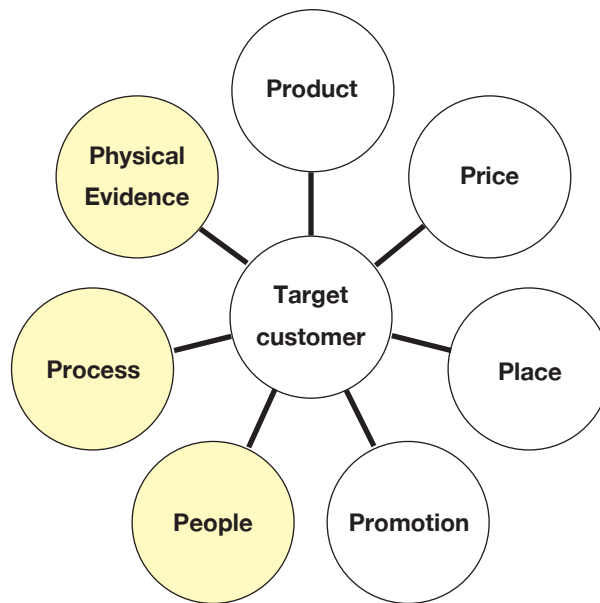 Product
Physical
Evidence
Price
Target
customer
Process
Place
People
Promotion